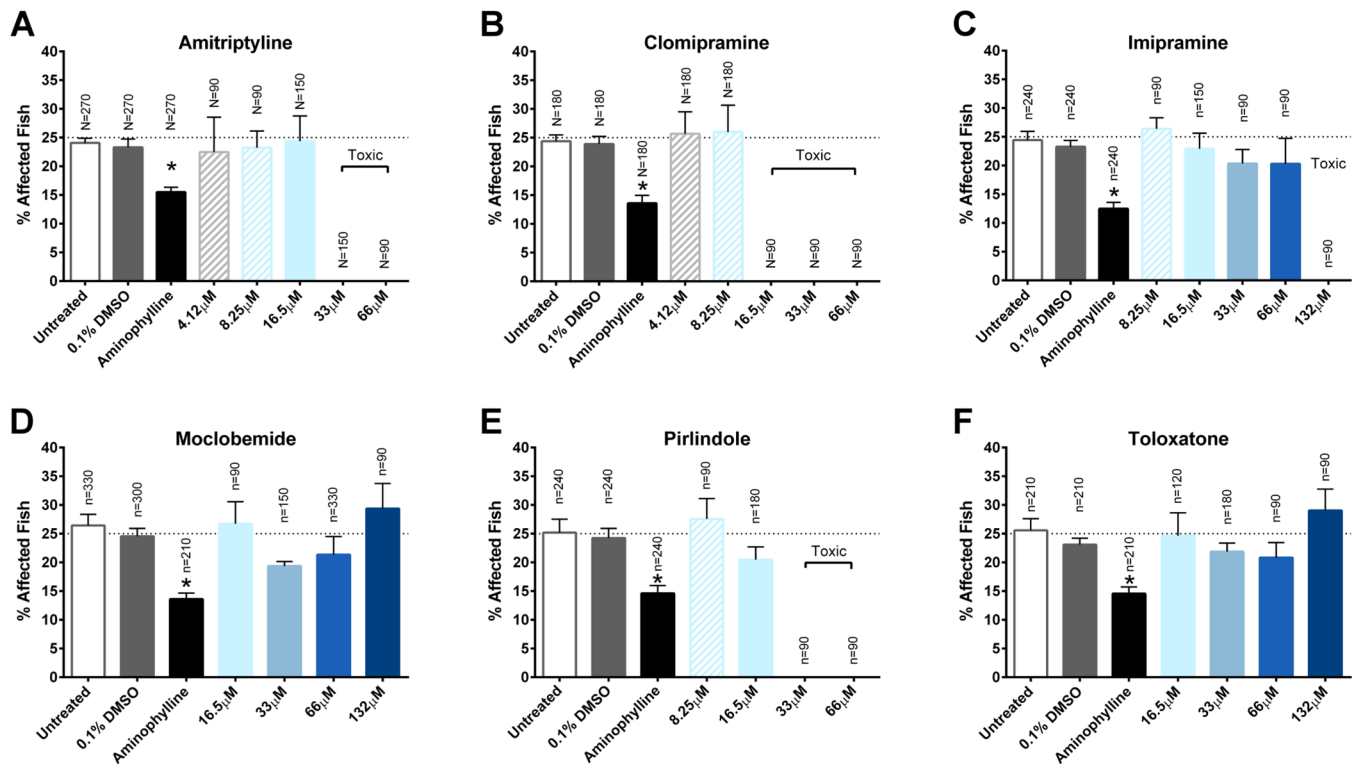 A
Amitriptyline
% Affected Fish
40
35
30
25
20
15
10
5
0
N=270
N=270
N=270
*
N=90
N=90
N=150
Toxic
N=150
N=90
Untreated
0.1% DMSO
Aminophylline
4.12μM
8.25μM
16.5μM
33μM
66μM
B
Clomipramine
% Affected Fish
40
35
30
25
20
15
10
5
0
N=180
N=180
N=180
*
N=180
N=180
Toxic
N=90
N=90
N=90
Untreated
0.1% DMSO
Aminophylline
4.12μM
8.25μM
16.5μM
33μM
66μM
C
Imipramine
% Affected Fish
40
35
30
25
20
15
10
5
0
n=240
n=240
n=240
*
n=90
n=150
n=90
n=90
Toxic
n=90
Untreated
0.1% DMSO
Aminophylline
8.25μM
16.5μM
33μM
66μM
132μM
D
Moclobemide
% Affected Fish
40
35
30
25
20
15
10
5
0
n=330
n=300
n=210
*
n=90
n=150
n=330
n=90
Untreated
0.1% DMSO
Aminophylline
16.5μM
33μM
66μM
132μM
E
Pirlindole
% Affected Fish
40
35
30
25
20
15
10
5
0
n=240
n=240
n=240
*
n=90
n=180
Toxic
n=90
n=90
Untreated
0.1% DMSO
Aminophylline
8.25μM
16.5μM
33μM
66μM
F
Toloxatone
% Affected Fish
40
35
30
25
20
15
10
5
0
n=210
n=210
n=210
*
n=120
n=180
n=90
n=90
Untreated
0.1% DMSO
Aminophylline
16.5μM
33μM
66μM
132μM